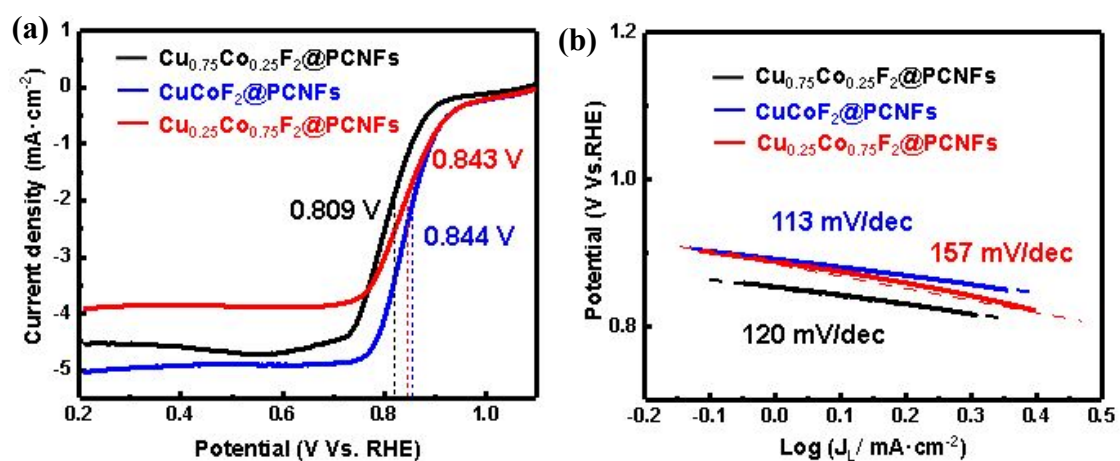 (a)
Cu0.75Co0.25F2@PCNFs
CuCoF2@PCNFs
Cu0.25Co0.75F2@PCNFs
0.843 V
0.809 V
0.844 V
1
0
-1
-2
-3
-4
-5
Current density (mA·cm-2)
0.2
0.4
0.6
0.8
1.0
Potential (V Vs. RHE)
(b)
Cu0.75Co0.25F2@PCNFs
CuCoF2@PCNFs
Cu0.25Co0.75F2@PCNFs
113 mV/dec
157 mV/dec
120 mV/dec
1.2
1.0
0.8
Potential (V Vs.RHE)
-0.2
-0.1
0.0
0.1
0.2
0.3
0.4
0.5
Log (JL/ mA·cm-2)